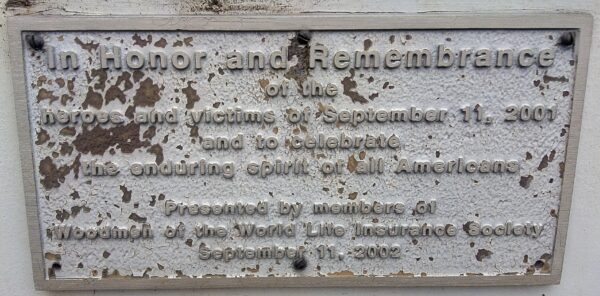 In Honor and Remembrance
of the
heroes and victims of September 11, 2001
and to celebrate
the enduring spirit of all Americans
Presented by members of
Woodmen of the World Life Insurance Society
September 11, 2002